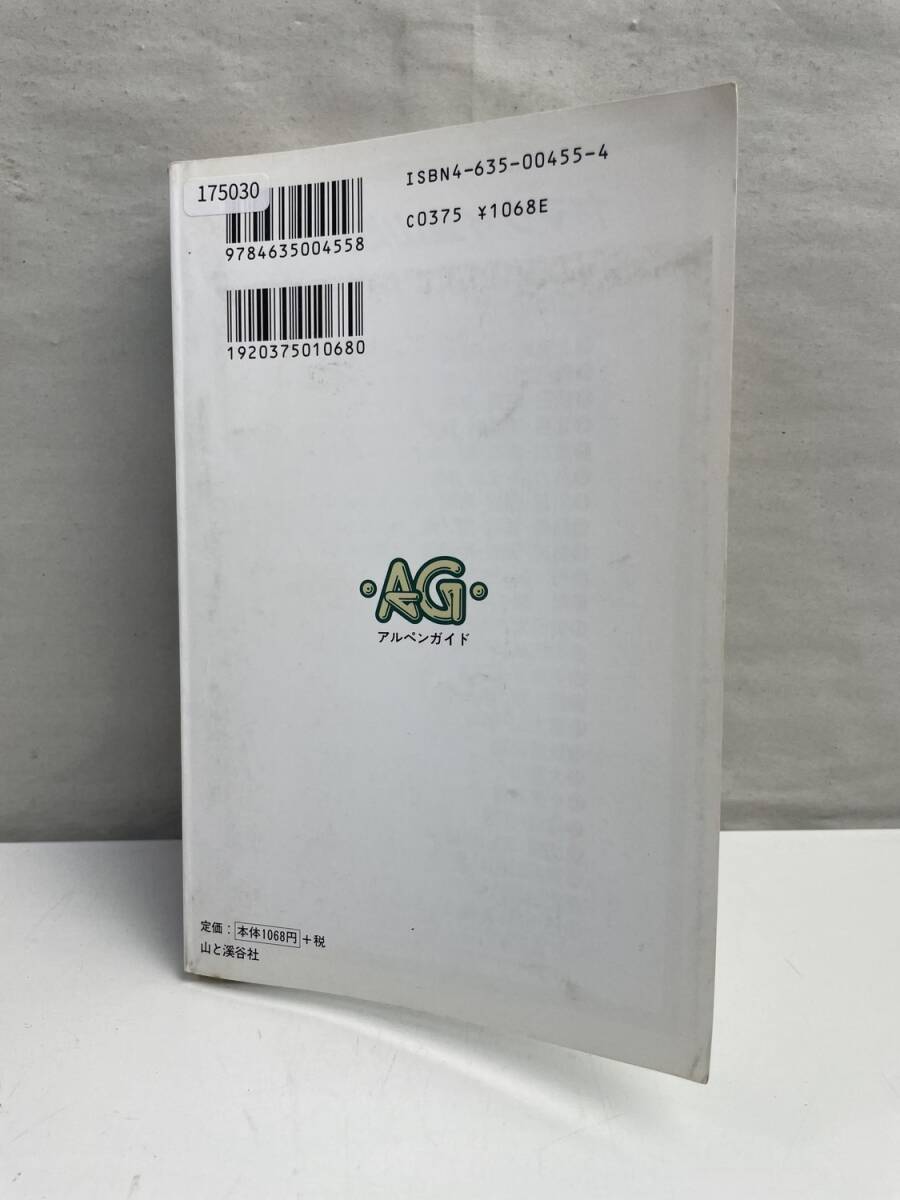 175030
ISBN4-635-00455-4
C0375 ¥1068E
9784635004558
1920375010680
AG
アルペンガイド
定価：本体1068円+税
山と溪谷社